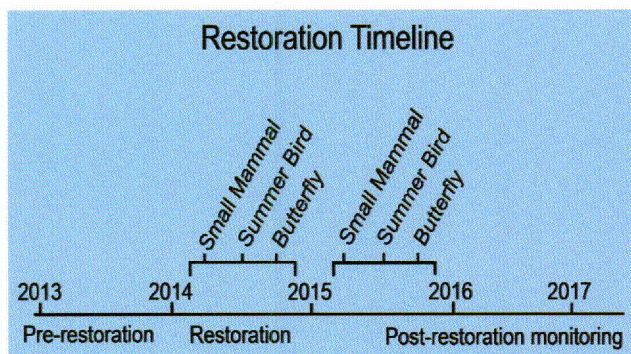 Restoration Timeline
Small Mammal
Summer Bird
Butterfly
Small Mammal
Summer Bird
Butterfly
2013 2014 2015 2016 2017
Pre-restoration Restoration Post-restoration monitoring